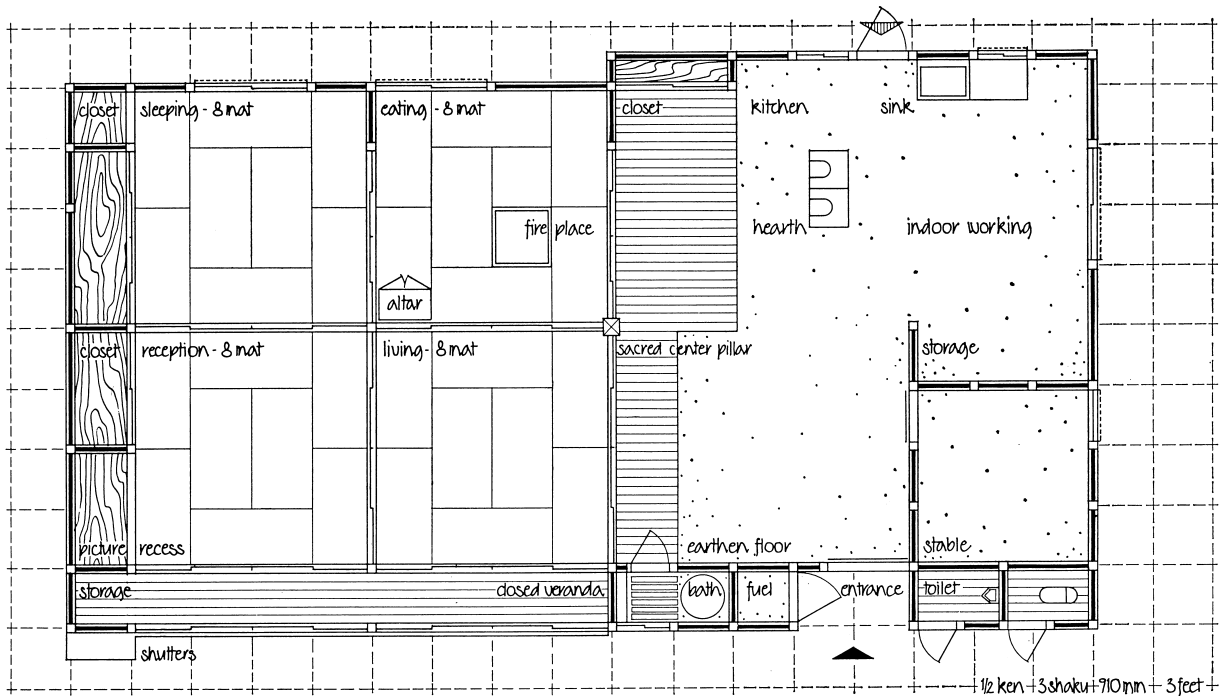 closet
sleeping - 8 mat
eating - 8 mat
closet
kitchen
sink
hearth
indoor working
fire place
altar
closet
reception - 8 mat
living - 8 mat
sacred center pillar
storage
picture recess
earthen floor
stable
storage
closed veranda
bath
fuel
entrance
toilet
shutters
1/2 ken - 3 shaku - 910 mm - 3 feet